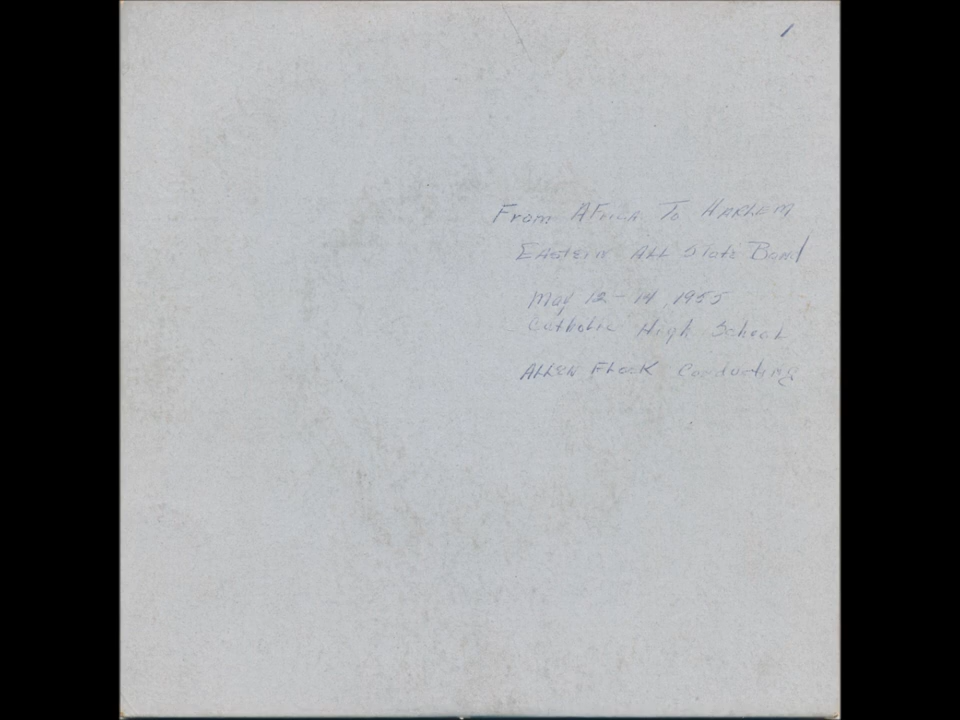 1
From Africa To HARLEM
Eastern All State Band
May 12-14, 1955
Catholic High School
ALLEN Flock Conducting